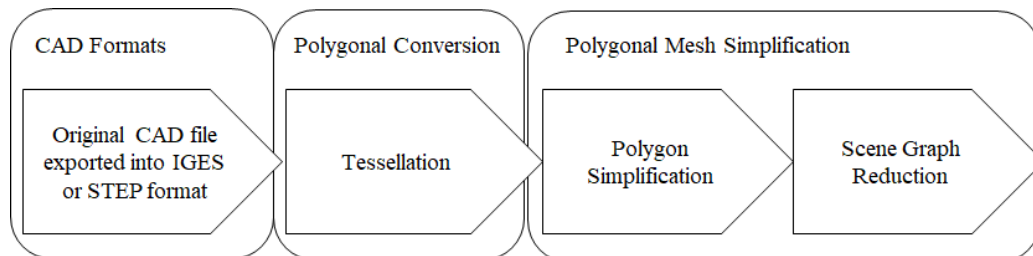 CAD Formats
Original CAD file
exported into IGES
or STEP format
Polygonal Conversion
Tessellation
Polygonal Mesh Simplification
Polygon
Simplification
Scene Graph
Reduction